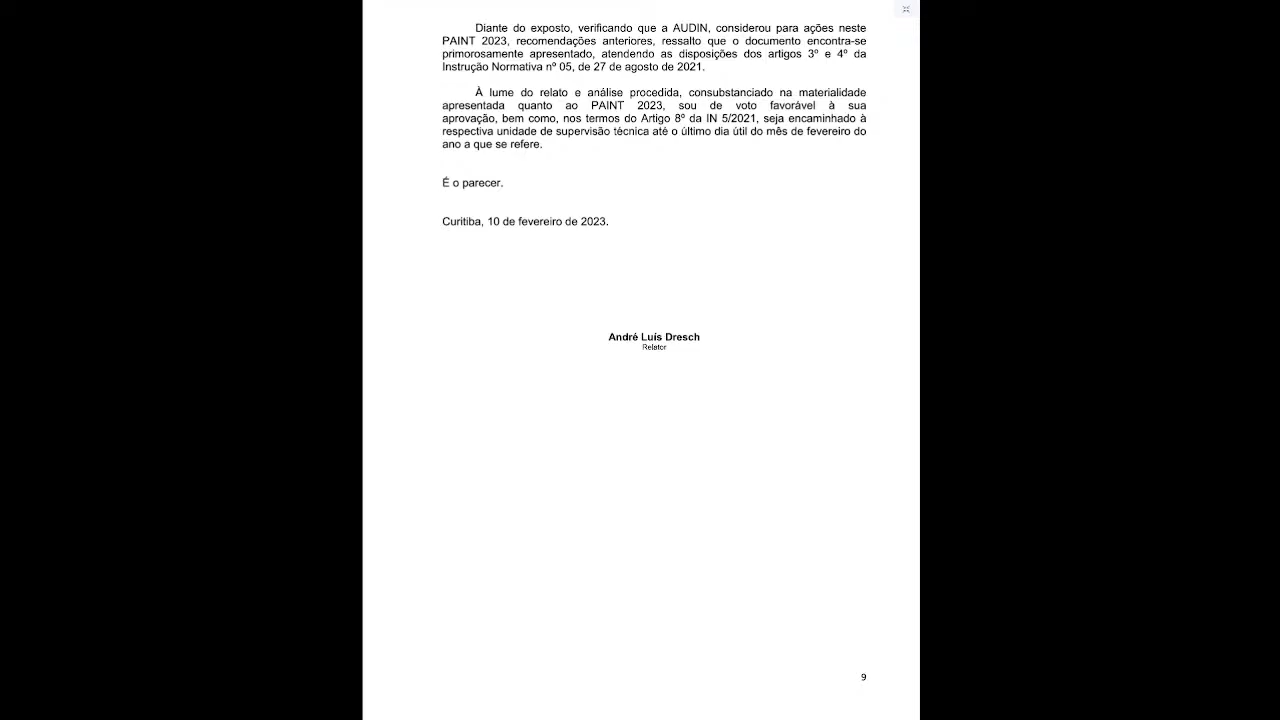 Diante do exposto, verificando que a AUDIN, considerou para ações neste
PAINT 2023, recomendações anteriores, ressalto que o documento encontra-se
primorosamente apresentado, atendendo as disposições dos artigos 3º e 4º da
Instrução Normativa nº 05, de 27 de agosto de 2021.
À lume do relato e análise procedida, consubstanciado na materialidade
apresentada quanto ao PAINT 2023, sou de voto favorável à sua
aprovação, bem como, nos termos do Artigo 8º da IN 5/2021, seja encaminhado à
respectiva unidade de supervisão técnica até o último dia útil do mês de fevereiro do
ano a que se refere.
É o parecer.
Curitiba, 10 de fevereiro de 2023.
André Luís Dresch
Relator
9